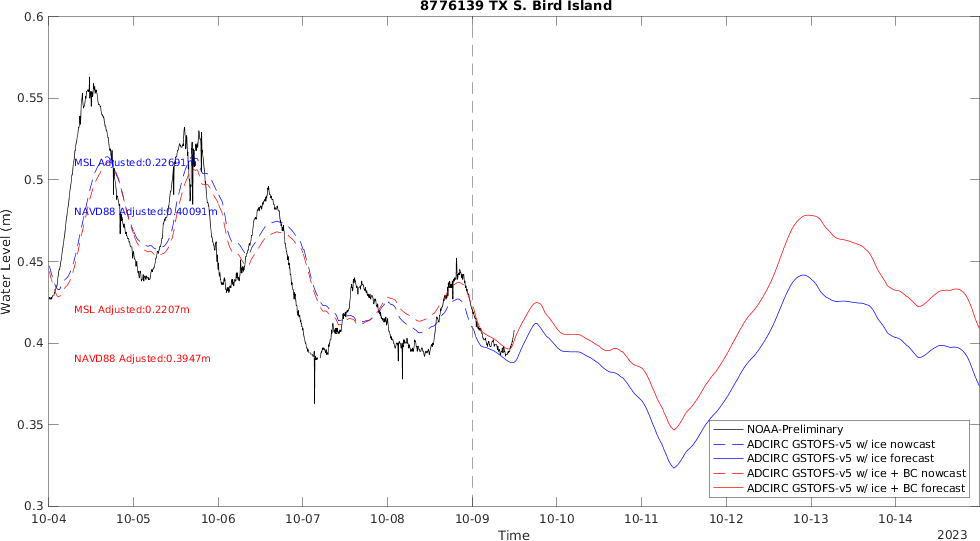 8776139 TX S. Bird Island
0.6
0.55
0.5
0.45
0.4
0.35
0.3
Water Level (m)
MSL Adjusted:0.22691m
NAVD88 Adjusted:0.40091m
MSL Adjusted:0.2207m
NAVD88 Adjusted:0.3947m
NOAA-Preliminary
ADCIRC GSTOFS-v5 w/ ice nowcast
ADCIRC GSTOFS-v5 w/ ice forecast
ADCIRC GSTOFS-v5 w/ ice + BC nowcast
ADCIRC GSTOFS-v5 w/ ice + BC forecast
10-04 10-05 10-06 10-07 10-08 10-09 10-10 10-11 10-12 10-13 10-14
Time
2023